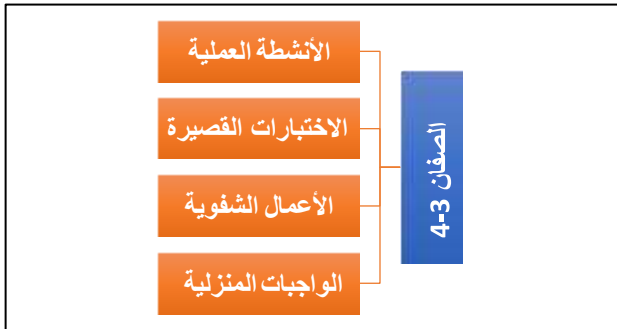 الصفان 3-4
الأنشطة العملية
الاختبارات القصيرة
الأعمال الشفوية
الواجبات المنزلية